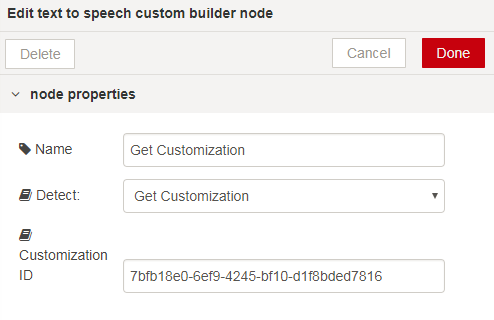 Edit text to speech custom builder node
Delete Cancel Done
node properties
Name Get Customization
Detect: Get Customization
Customization
ID 7bfb18e0-6ef9-4245-bf10-d1f8bded7816